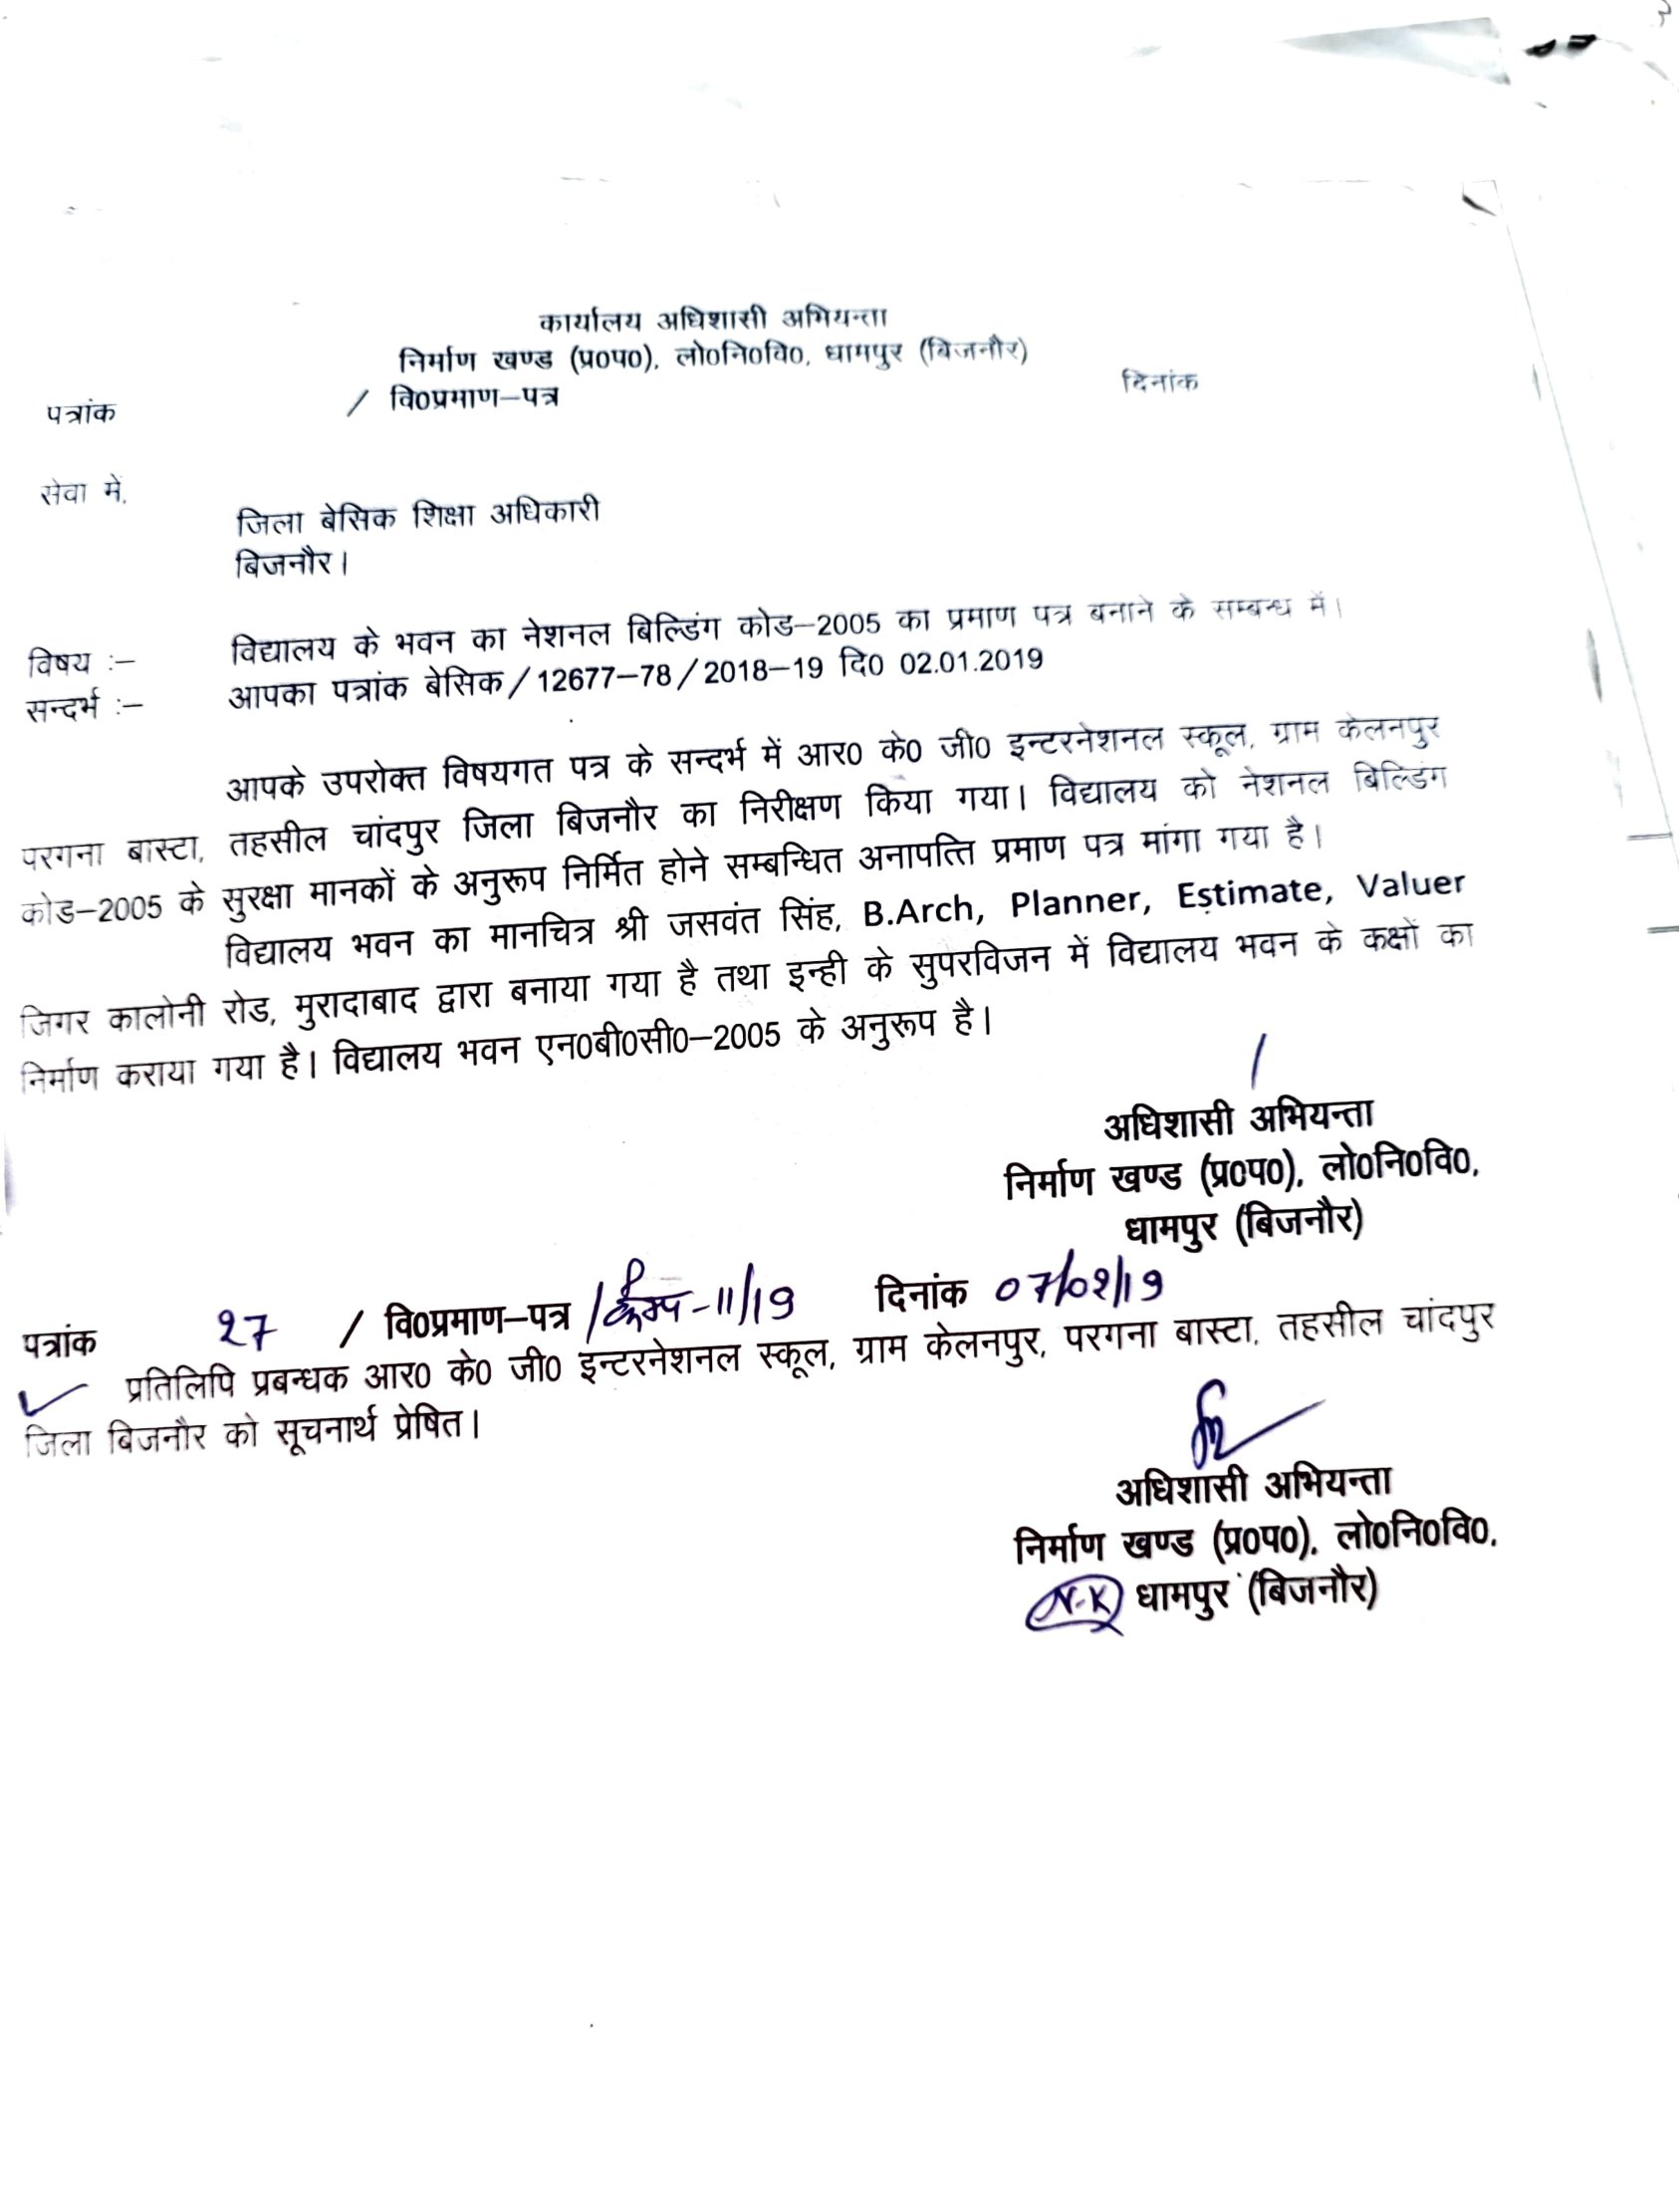 कार्यालय अधिशासी अभियन्ता
निर्माण खण्ड (प्र0प0), लो0नि0वि0, धामपुर (बिजनौर)
पत्रांक / वि0प्रमाण–पत्र दिनांक
सेवा में,
जिला बेसिक शिक्षा अधिकारी
बिजनौर।
विषय :– विद्यालय के भवन का नेशनल बिल्डिंग कोड–2005 का प्रमाण पत्र बनाने के सम्बन्ध में।
सन्दर्भ :– आपका पत्रांक बेसिक/12677–78/2018–19 दि0 02.01.2019
आपके उपरोक्त विषयगत पत्र के सन्दर्भ में आर0 के0 जी0 इन्टरनेशनल स्कूल, ग्राम केलनपुर
परगना बास्टा, तहसील चांदपुर जिला बिजनौर का निरीक्षण किया गया। विद्यालय को नेशनल बिल्डिंग
कोड–2005 के सुरक्षा मानकों के अनुरूप निर्मित होने सम्बन्धित अनापत्ति प्रमाण पत्र मांगा गया है।
विद्यालय भवन का मानचित्र श्री जसवंत सिंह, B.Arch, Planner, Estimate, Valuer
जिगर कालोनी रोड, मुरादाबाद द्वारा बनाया गया है तथा इन्ही के सुपरविजन में विद्यालय भवन के कक्षों का
निर्माण कराया गया है। विद्यालय भवन एन0बी0सी0–2005 के अनुरूप है।
अधिशासी अभियन्ता
निर्माण खण्ड (प्र0प0), लो0नि0वि0,
धामपुर (बिजनौर)
पत्रांक 27 / वि0प्रमाण–पत्र /कैम्प-11/19 दिनांक 07/02/19
प्रतिलिपि प्रबन्धक आर0 के0 जी0 इन्टरनेशनल स्कूल, ग्राम केलनपुर, परगना बास्टा, तहसील चांदपुर
जिला बिजनौर को सूचनार्थ प्रेषित।
अधिशासी अभियन्ता
निर्माण खण्ड (प्र0प0), लो0नि0वि0,
N.K धामपुर (बिजनौर)